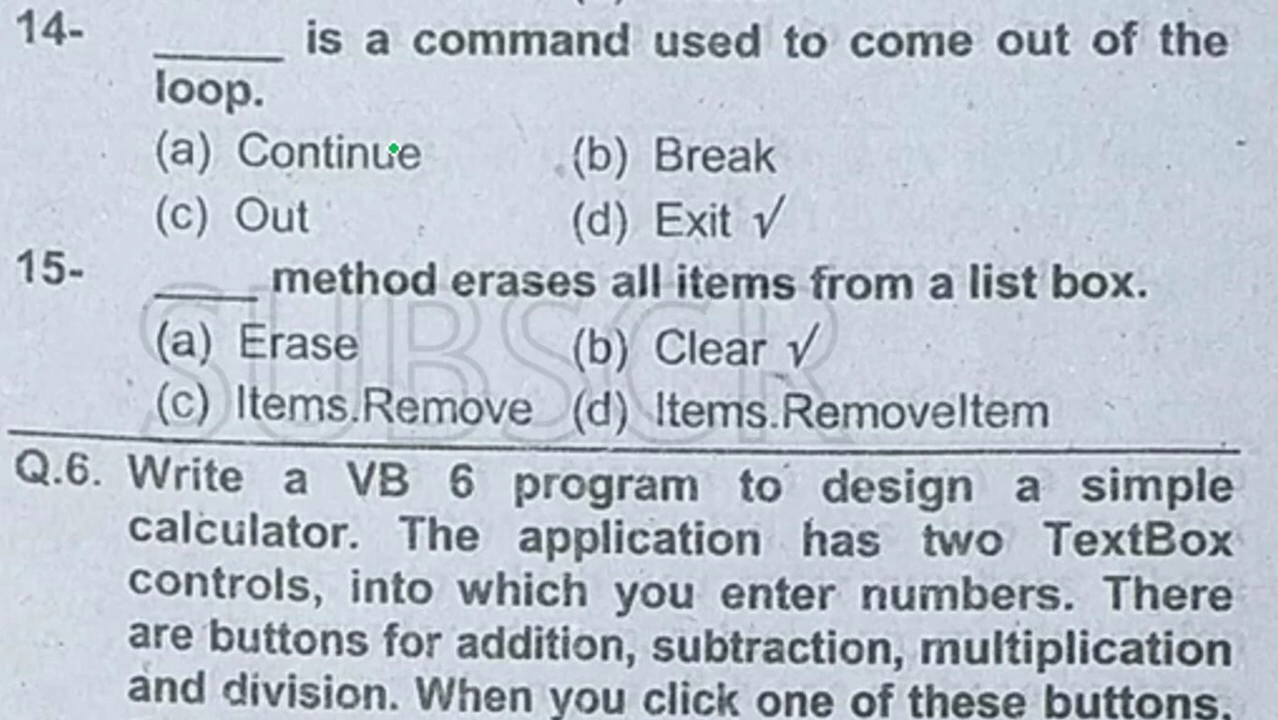 14- _____ is a command used to come out of the
loop.
(a) Continue (b) Break
(c) Out (d) Exit √
15- _____ method erases all items from a list box.
(a) Erase (b) Clear √
(c) Items.Remove (d) Items.RemoveItem
SUBSCR
Q.6. Write a VB 6 program to design a simple
calculator. The application has two TextBox
controls, into which you enter numbers. There
are buttons for addition, subtraction, multiplication
and division. When you click one of these buttons,